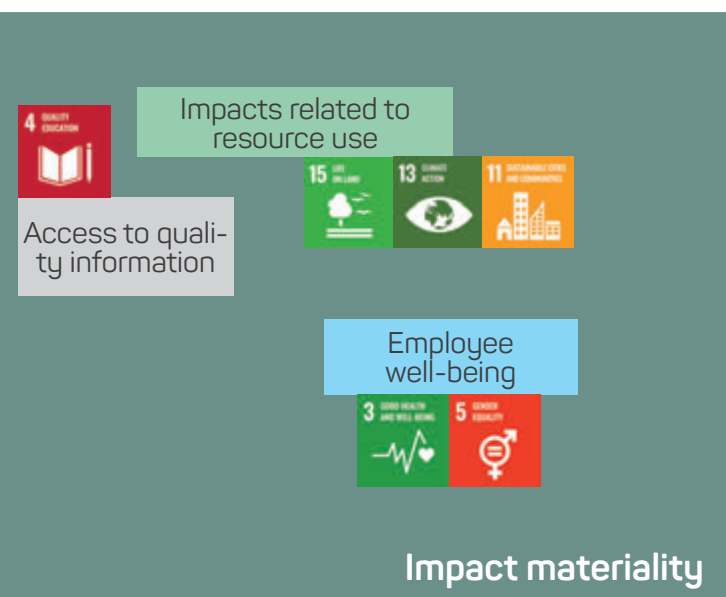 Impacts related to
resource use
4 QUALITY
EDUCATION
15 LIFE
ON LAND
13 CLIMATE
ACTION
11 SUSTAINABLE CITIES
AND COMMUNITIES
Access to quali-
ty information
Employee
well-being
3 GOOD HEALTH
AND WELL-BEING
5 GENDER
EQUALITY
Impact materiality